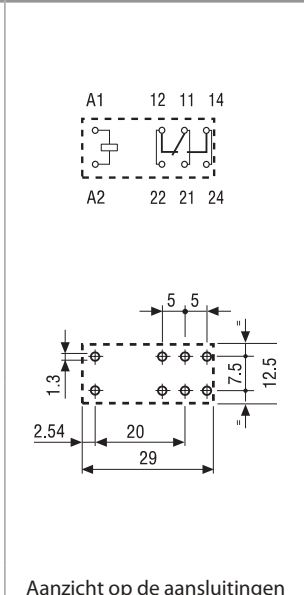 A1 12 11 14
A2 22 21 24
5 5
=
7.5
12.5
1.3
=
2.54 20
29
Aanzicht op de aansluitingen